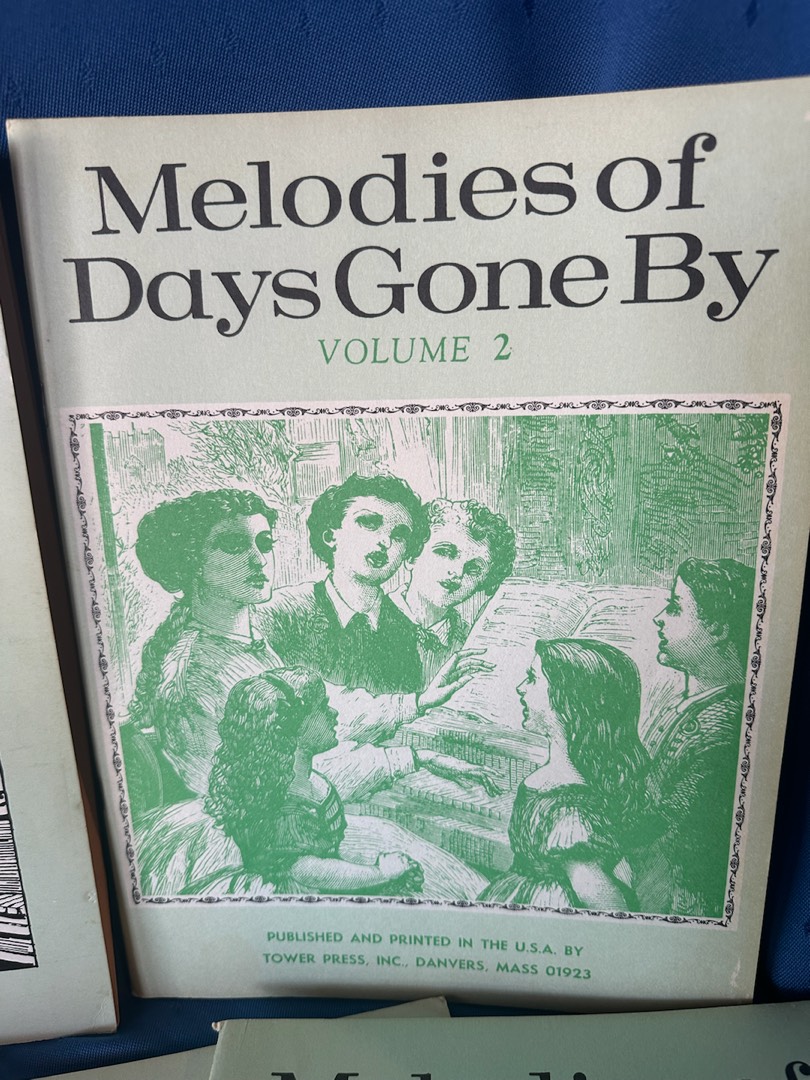 Melodies of
Days Gone By
VOLUME 2
PUBLISHED AND PRINTED IN THE U.S.A. BY
TOWER PRESS, INC., DANVERS, MASS 01923